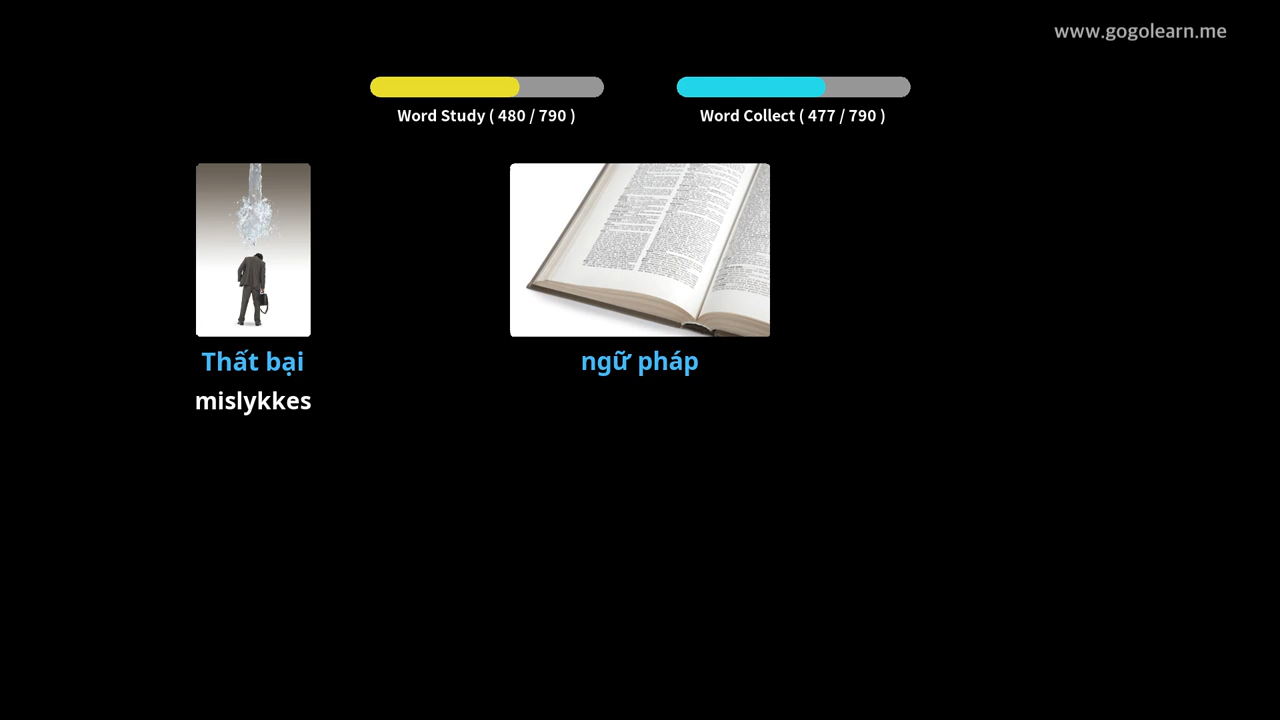 www.gogolearn.me
Word Study ( 480 / 790 )
Word Collect ( 477 / 790 )
Thất bại
mislykkes
ngữ pháp